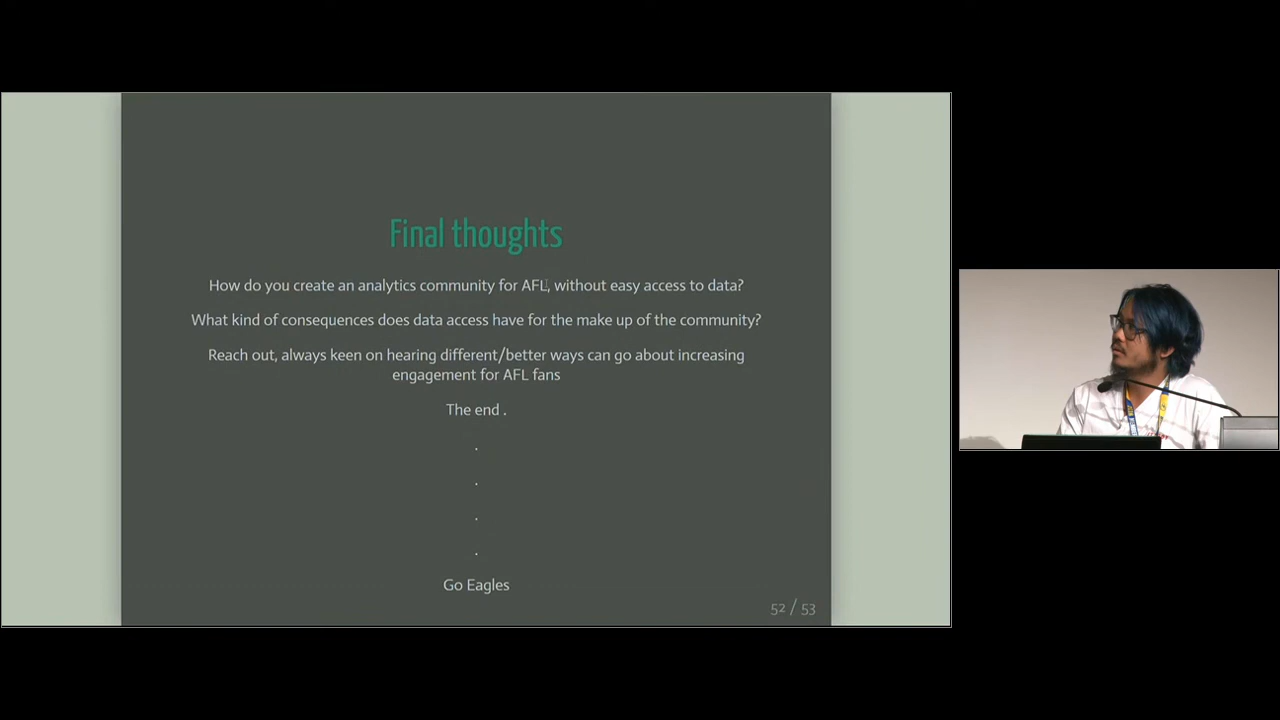 Final thoughts
How do you create an analytics community for AFL, without easy access to data?
What kind of consequences does data access have for the make up of the community?
Reach out, always keen on hearing different/better ways can go about increasing
engagement for AFL fans
The end .
.
.
.
.
Go Eagles
52 / 53